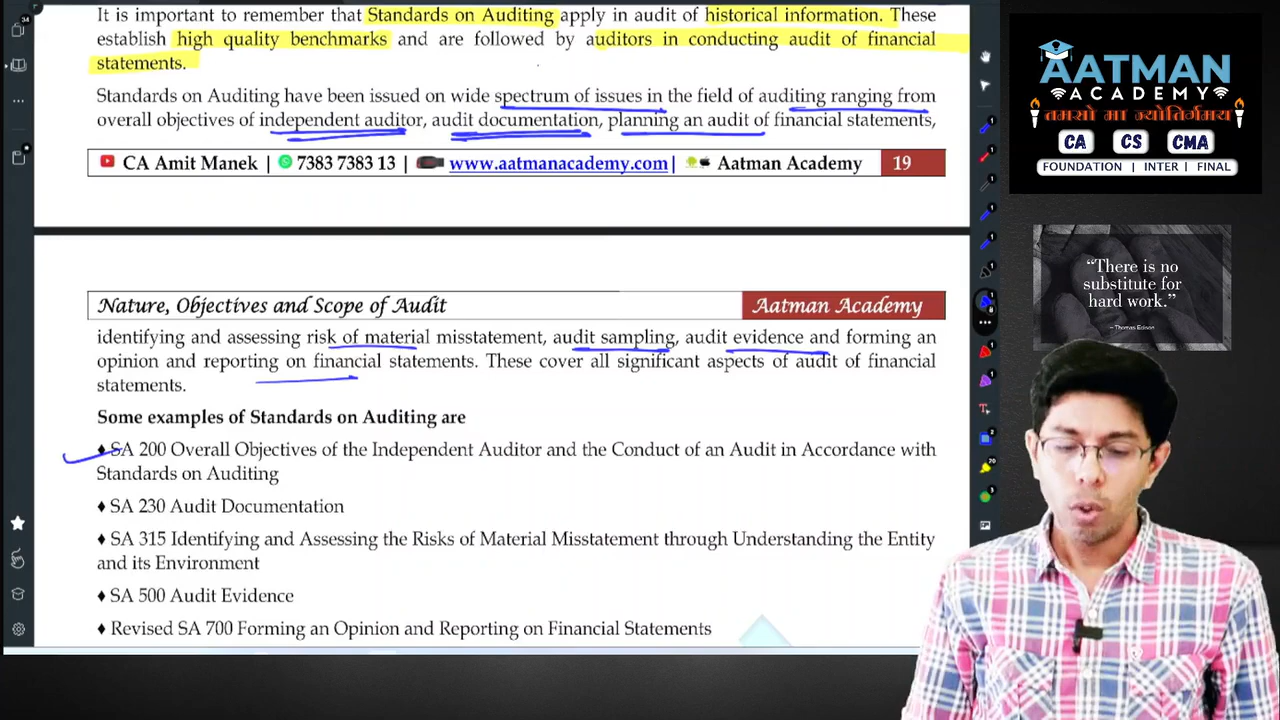 It is important to remember that Standards on Auditing apply in audit of historical information. These
establish high quality benchmarks and are followed by auditors in conducting audit of financial
statements.
Standards on Auditing have been issued on wide spectrum of issues in the field of auditing ranging from
overall objectives of independent auditor, audit documentation, planning an audit of financial statements,
CA Amit Manek | 7383 7383 13 | www.aatmanacademy.com | Aatman Academy 19
Nature, Objectives and Scope of Audit Aatman Academy
identifying and assessing risk of material misstatement, audit sampling, audit evidence and forming an
opinion and reporting on financial statements. These cover all significant aspects of audit of financial
statements.
Some examples of Standards on Auditing are
♦ SA 200 Overall Objectives of the Independent Auditor and the Conduct of an Audit in Accordance with
Standards on Auditing
♦ SA 230 Audit Documentation
♦ SA 315 Identifying and Assessing the Risks of Material Misstatement through Understanding the Entity
and its Environment
♦ SA 500 Audit Evidence
♦ Revised SA 700 Forming an Opinion and Reporting on Financial Statements
AATMAN
ACADEMY
तमसो मा ज्योतिर्गमय
CA CS CMA
FOUNDATION | INTER | FINAL
“There is no
substitute for
hard work.”
– Thomas Edison